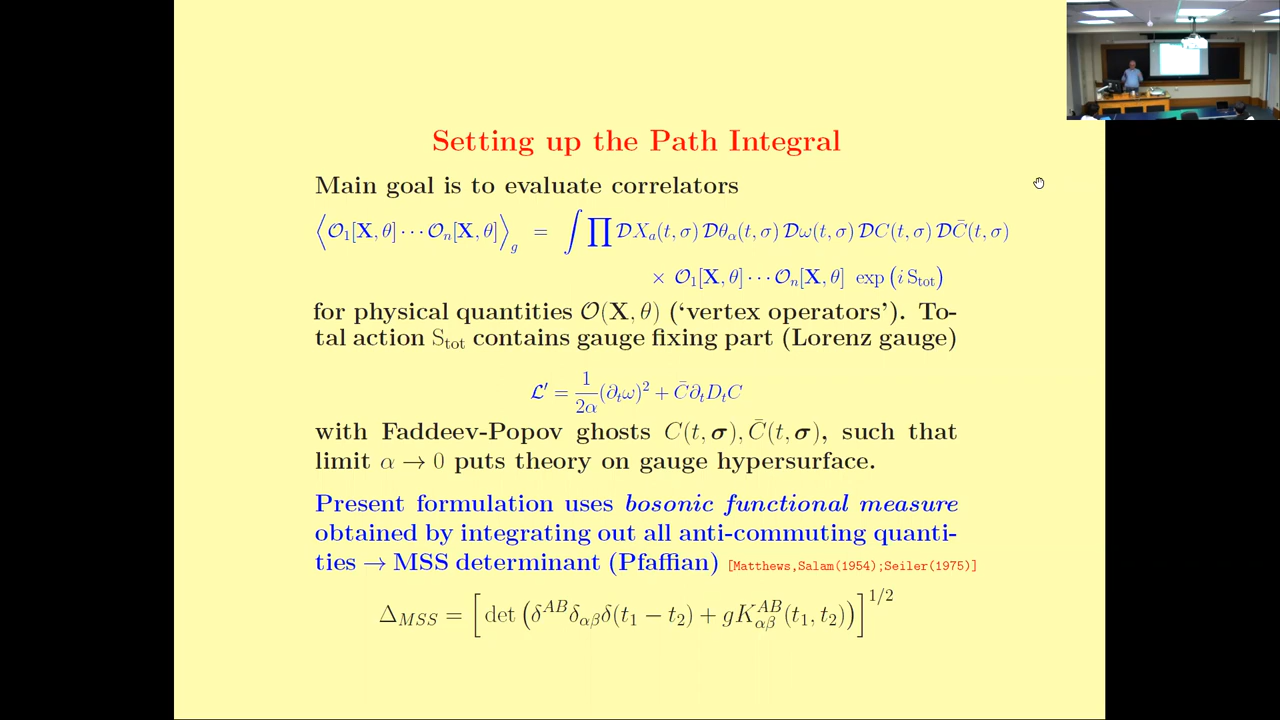 Setting up the Path Integral
Main goal is to evaluate correlators
⟨𝒪₁[X, θ] ··· 𝒪ₙ[X, θ]⟩_g = ∫ ∏ 𝒟Xₐ(t, σ) 𝒟θ_α(t, σ) 𝒟ω(t, σ) 𝒟C(t, σ) 𝒟C̄(t, σ)
× 𝒪₁[X, θ] ··· 𝒪ₙ[X, θ] exp (i S_tot)
for physical quantities 𝒪(X, θ) (‘vertex operators’). To-
tal action S_tot contains gauge fixing part (Lorenz gauge)
ℒ′ = 1/2α (∂ₜω)² + C̄∂ₜDₜC
with Faddeev-Popov ghosts C(t, σ), C̄(t, σ), such that
limit α → 0 puts theory on gauge hypersurface.
Present formulation uses bosonic functional measure
obtained by integrating out all anti-commuting quanti-
ties → MSS determinant (Pfaffian) [Matthews,Salam(1954);Seiler(1975)]
Δ_MSS = [det (δ^AB δ_αβ δ(t₁ − t₂) + gK^AB_αβ(t₁, t₂))]^1/2